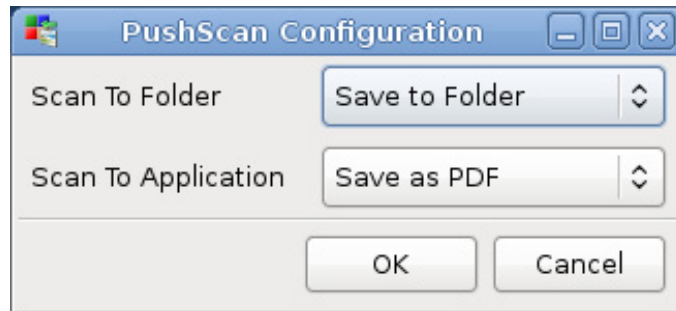 PushScan Configuration
Scan To Folder Save to Folder
Scan To Application Save as PDF
OK Cancel